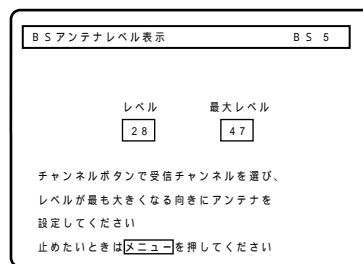 BSアンテナレベル表示 BS 5
レベル 最大レベル
28 47
チャンネルボタンで受信チャンネルを選び、
レベルが最も大きくなる向きにアンテナを
設定してください
止めたいときはメニューを押してください